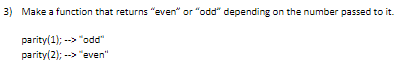 3) Make a function that returns "even" or "odd" depending on the number passed to it.
parity(1); --> "odd"
parity(2); --> "even"